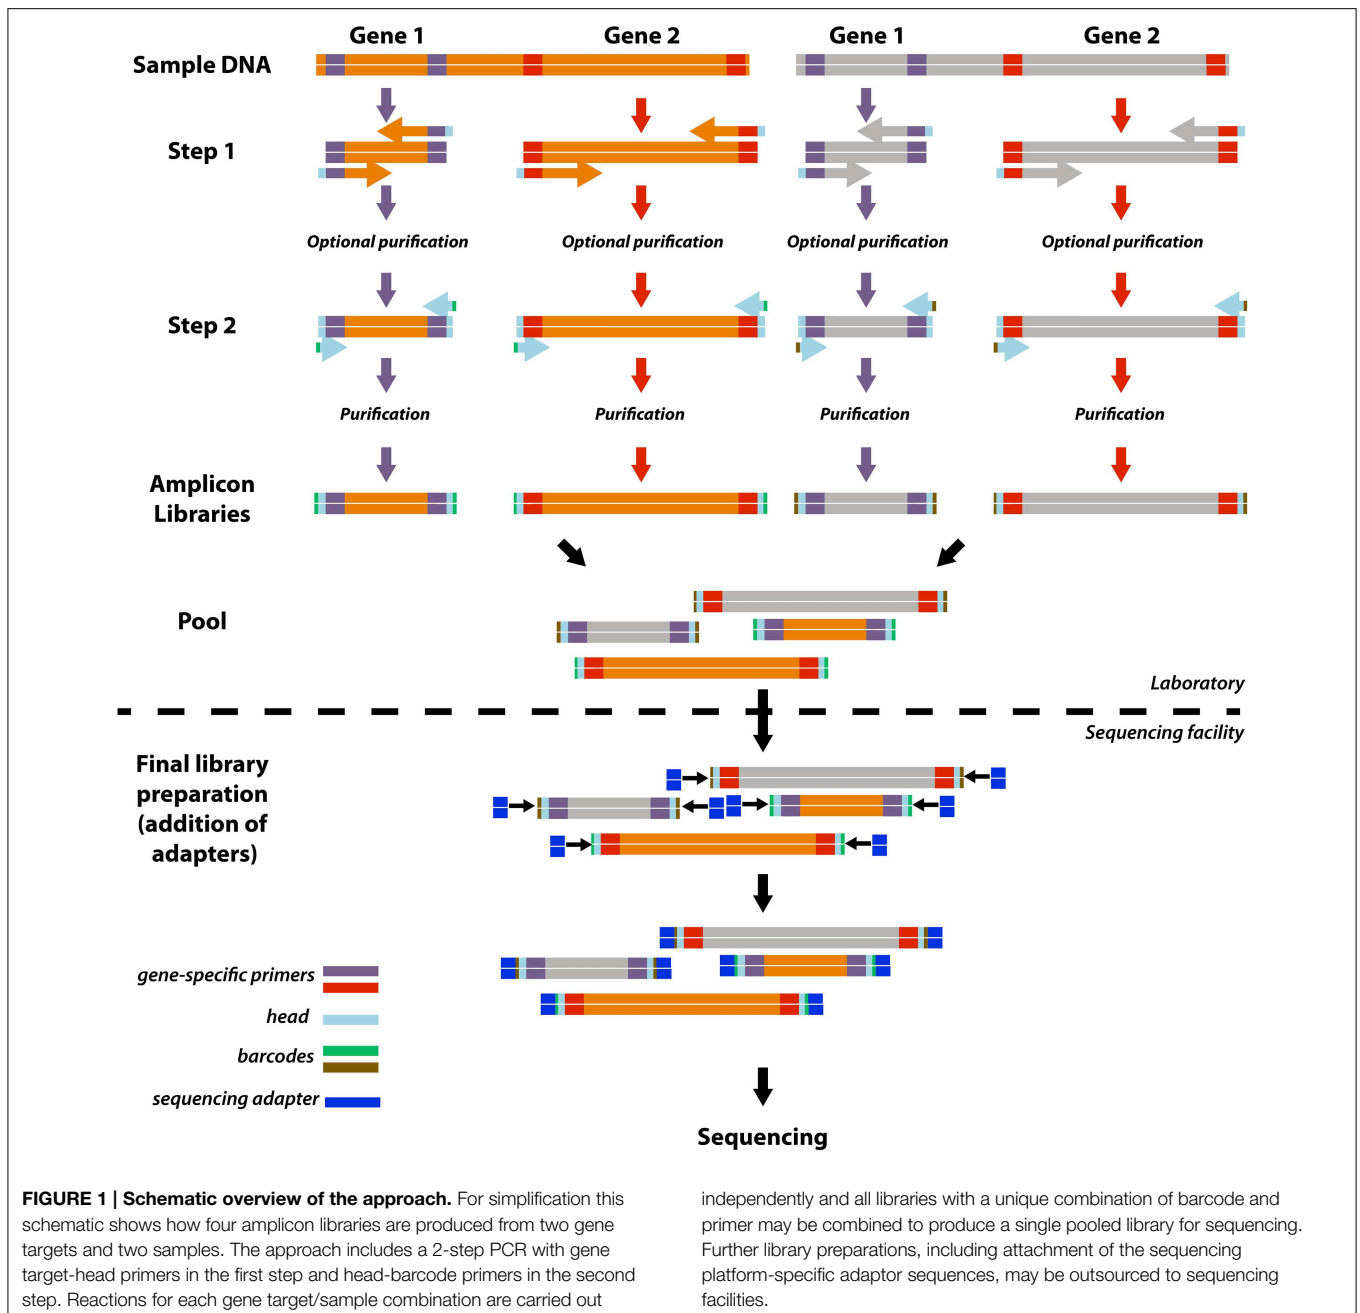 Gene 1 Gene 2 Gene 1 Gene 2
Sample DNA
Step 1
Optional purification Optional purification Optional purification Optional purification
Step 2
Purification Purification Purification Purification
Amplicon
Libraries
Pool
Laboratory
Sequencing facility
Final library
preparation
(addition of
adapters)
gene-specific primers
head
barcodes
sequencing adapter
Sequencing
FIGURE 1 | Schematic overview of the approach. For simplification this
schematic shows how four amplicon libraries are produced from two gene
targets and two samples. The approach includes a 2-step PCR with gene
target-head primers in the first step and head-barcode primers in the second
step. Reactions for each gene target/sample combination are carried out
independently and all libraries with a unique combination of barcode and
primer may be combined to produce a single pooled library for sequencing.
Further library preparations, including attachment of the sequencing
platform-specific adaptor sequences, may be outsourced to sequencing
facilities.